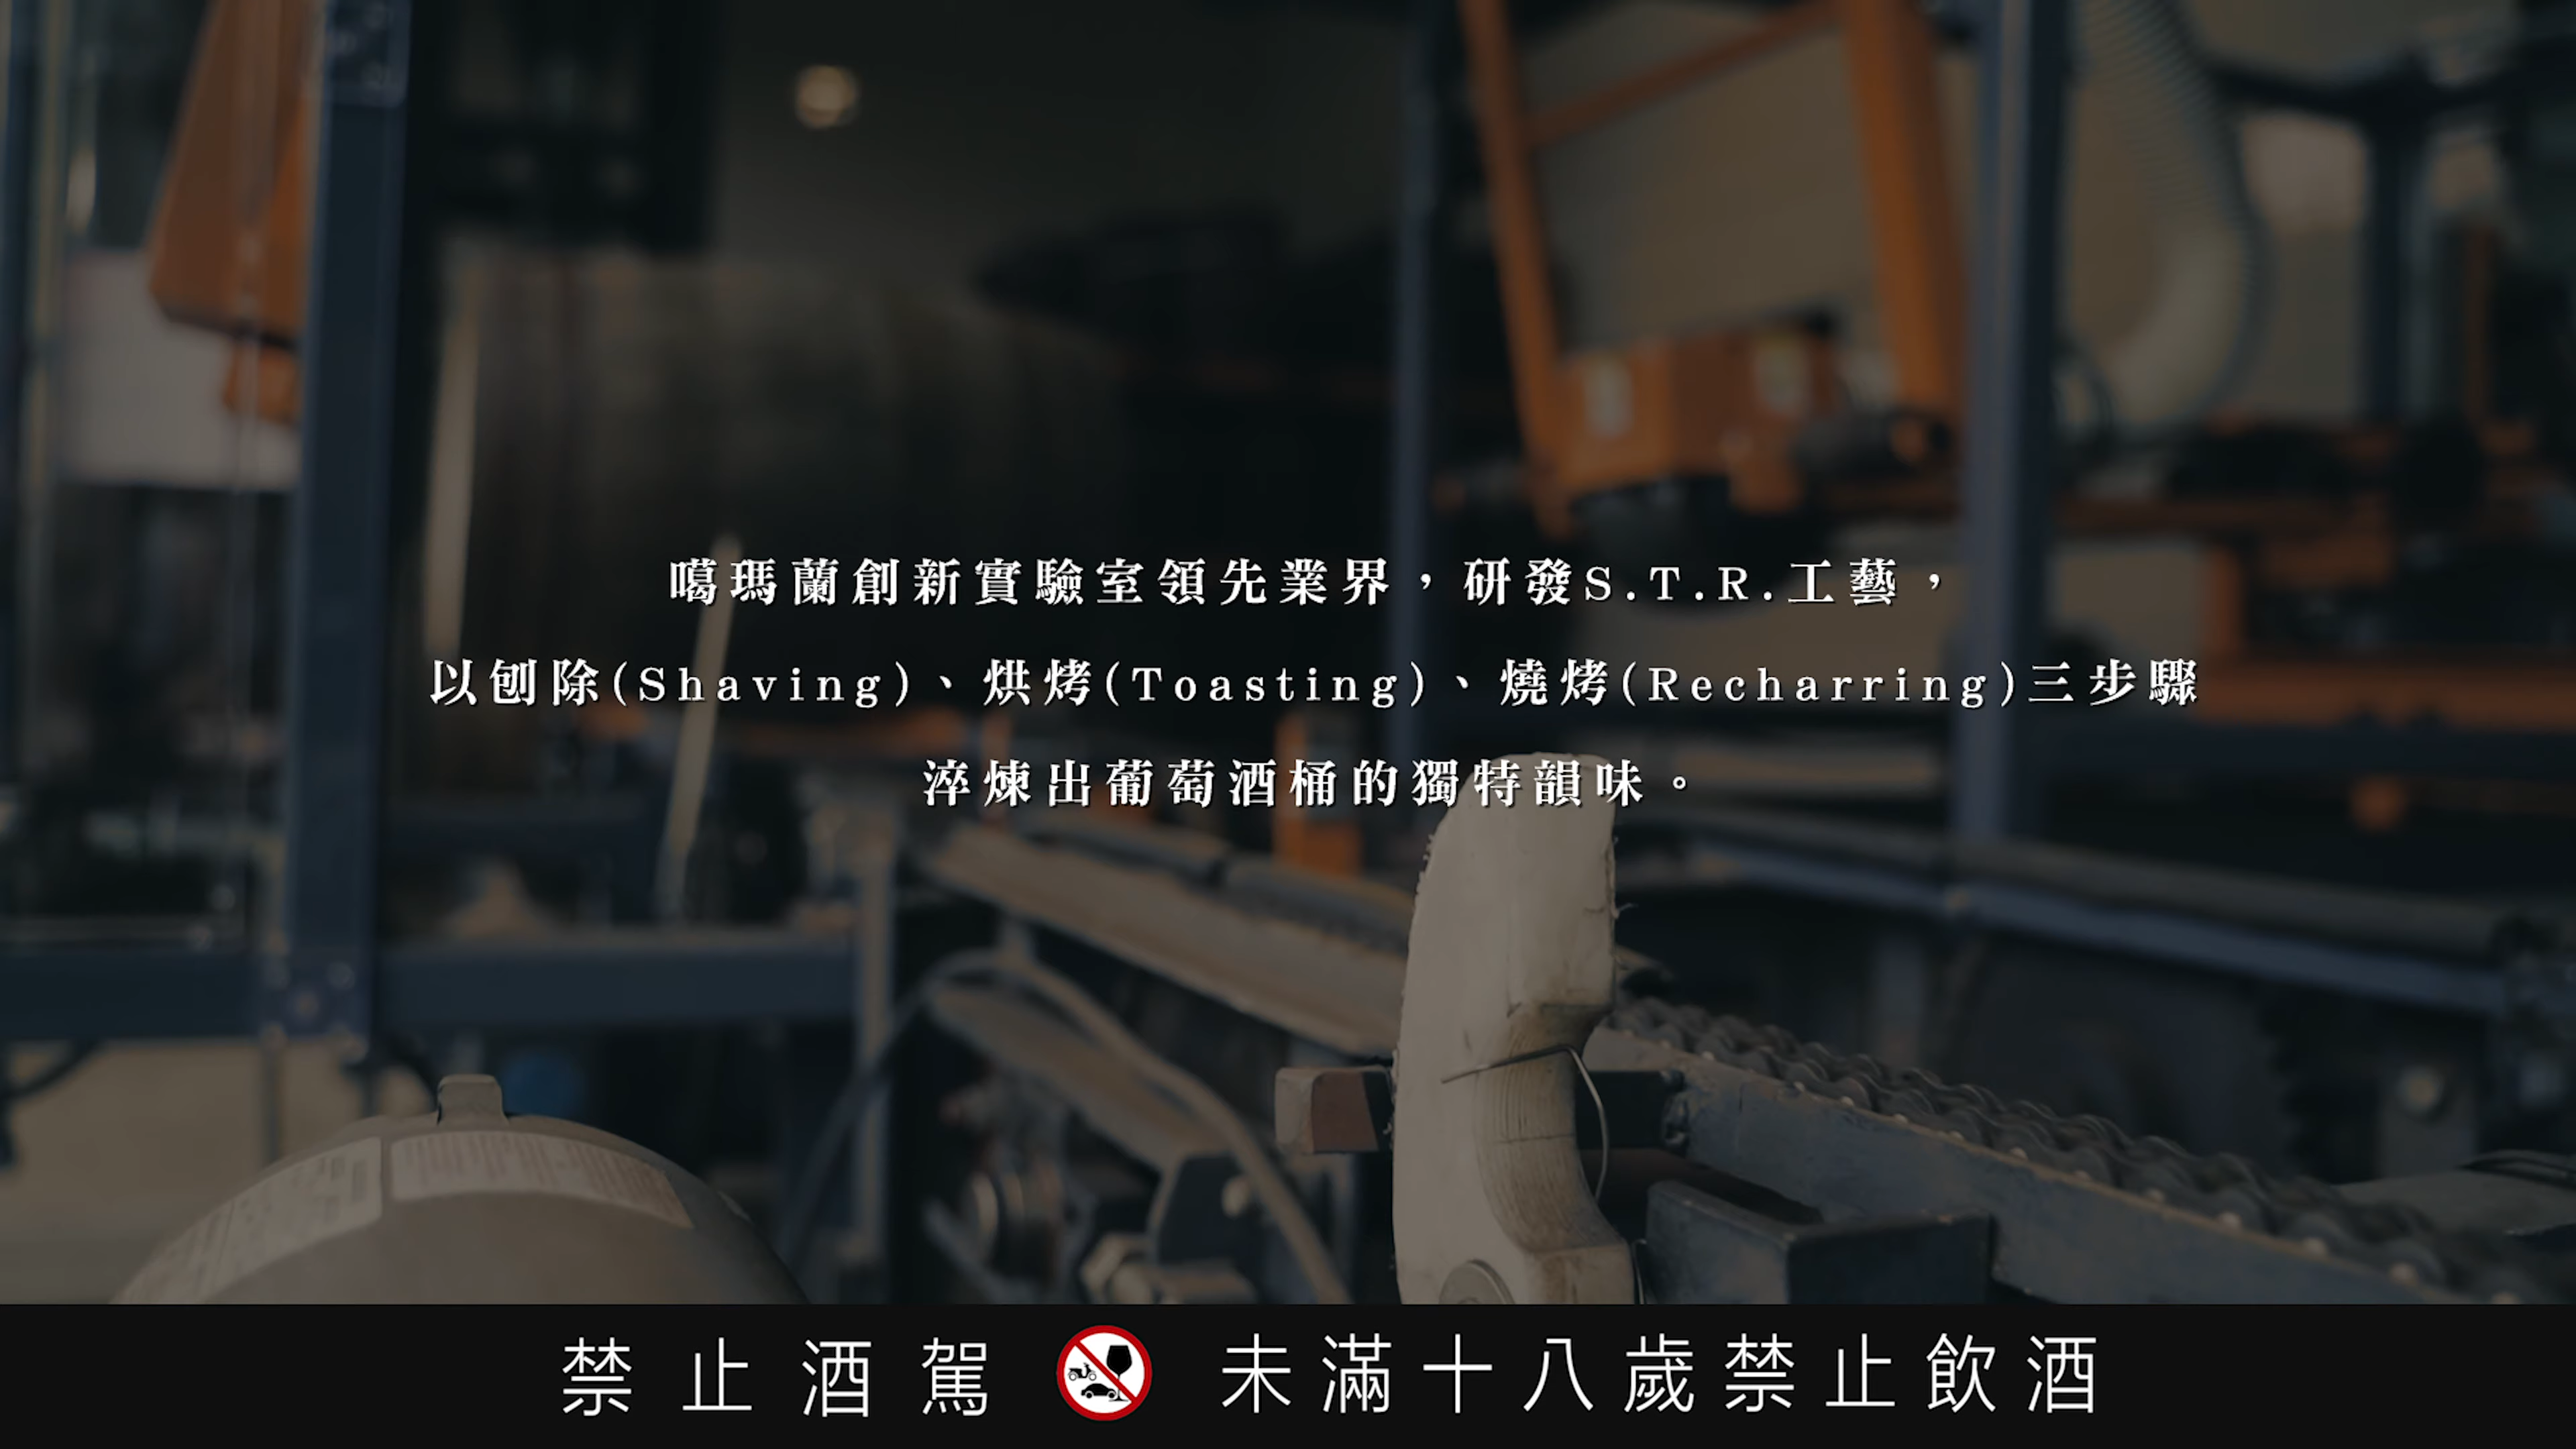 噶瑪蘭創新實驗室領先業界，研發S.T.R.工藝，
以刨除(Shaving)、烘烤(Toasting)、燒烤(Recharring)三步驟
淬煉出葡萄酒桶的獨特韻味。
禁止酒駕 未滿十八歲禁止飲酒